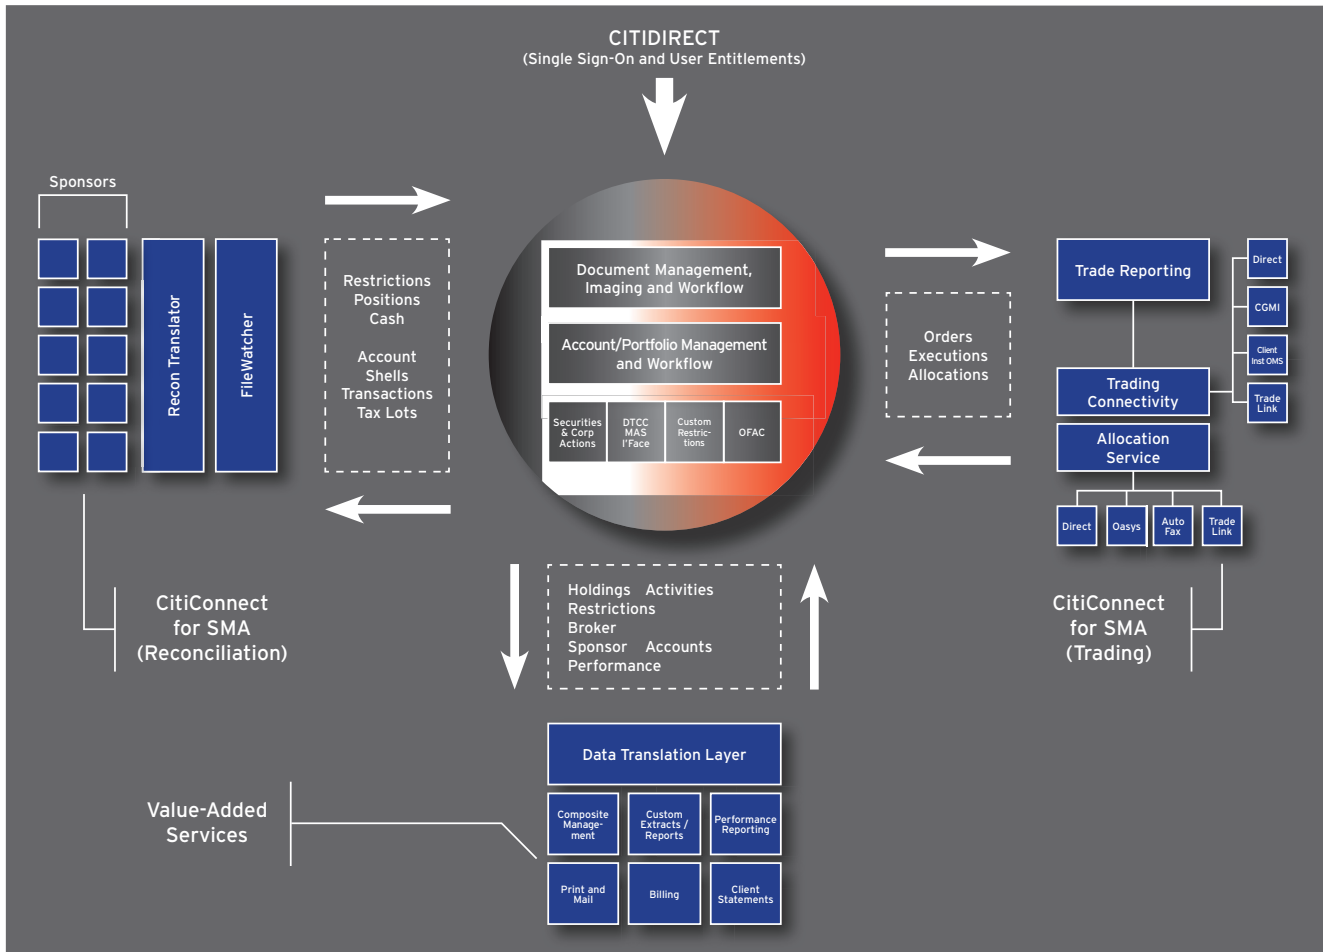 CITIDIRECT
(Single Sign-On and User Entitlements)
Sponsors
Recon Translator
FileWatcher
Restrictions
Positions
Cash
Account
Shells
Transactions
Tax Lots
Document Management,
Imaging and Workflow
Account/Portfolio Management
and Workflow
Securities
& Corp
Actions
DTCC
MAS
I'Face
Custom
Restric-
tions
OFAC
Orders
Executions
Allocations
Trade Reporting
Trading
Connectivity
Allocation
Service
Direct
CGMI
Client
Inst OMS
Trade
Link
Direct
Oasys
Auto
Fax
Trade
Link
CitiConnect
for SMA
(Reconciliation)
Holdings Activities
Restrictions
Broker
Sponsor Accounts
Performance
CitiConnect
for SMA
(Trading)
Data Translation Layer
Value-Added
Services
Composite
Manage-
ment
Custom
Extracts /
Reports
Performance
Reporting
Print and
Mail
Billing
Client
Statements